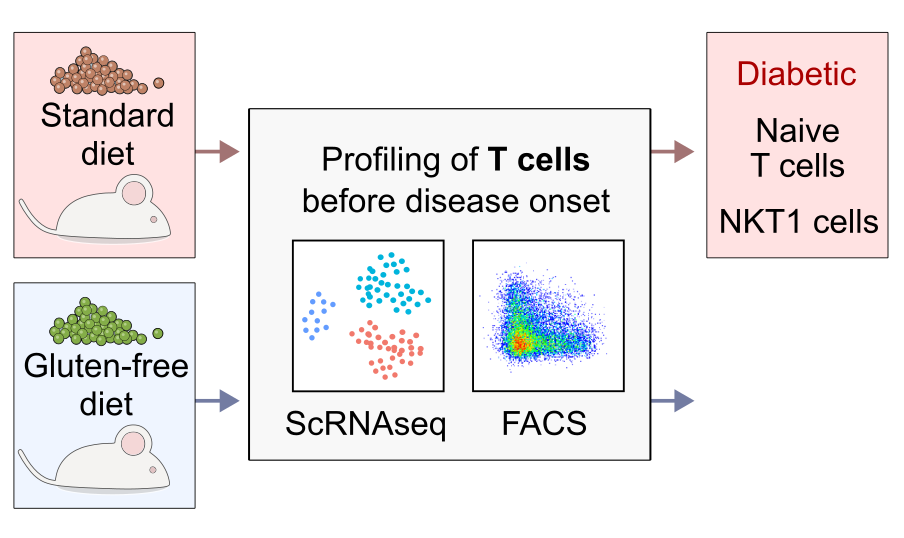 Standard
diet
Gluten-free
diet
Profiling of T cells
before disease onset
ScRNAseq
FACS
Diabetic
Naive
T cells
NKT1 cells